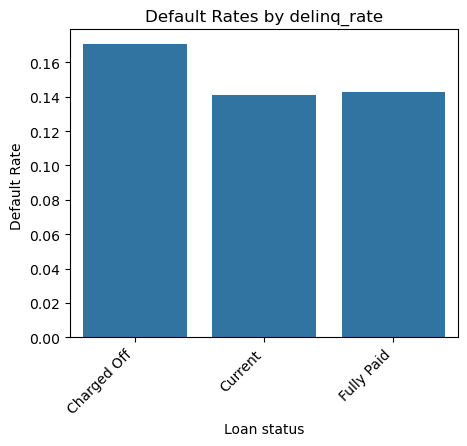 Default Rates by delinq_rate
Default Rate
0.16
0.14
0.12
0.10
0.08
0.06
0.04
0.02
0.00
Charged Off
Current
Fully Paid
Loan status